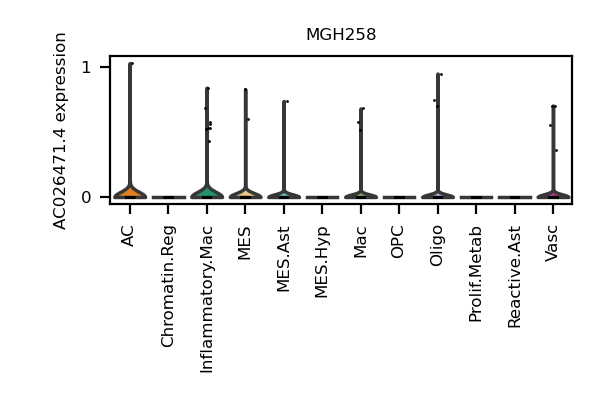 MGH258
AC026471.4 expression
1
0
AC
Chromatin.Reg
Inflammatory.Mac
MES
MES.Ast
MES.Hyp
Mac
OPC
Oligo
Prolif.Metab
Reactive.Ast
Vasc